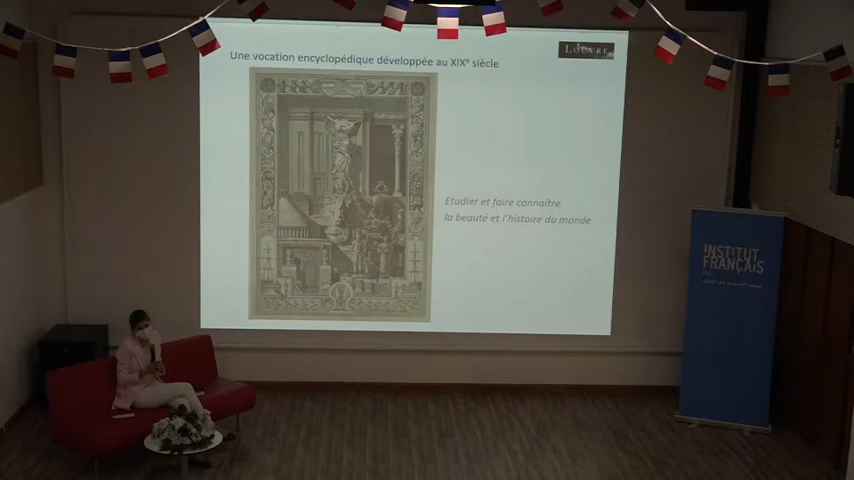 Une vocation encyclopédique développée au XIXᵉ siècle
LOUVRE
Etudier et faire connaître
la beauté et l'histoire du monde
INSTITUT
FRANÇAIS